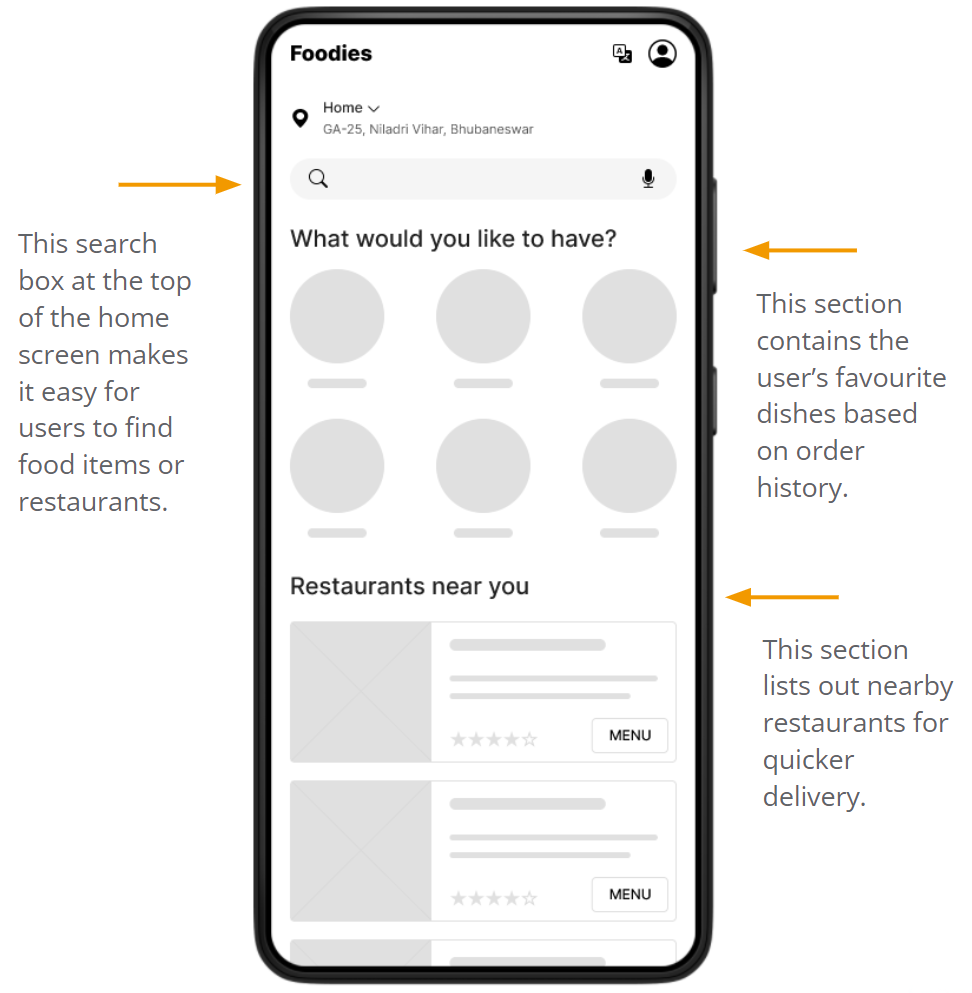 Foodies
Home
GA-25, Niladri Vihar, Bhubaneswar
This search
box at the top
of the home
screen makes
it easy for
users to find
food items or
restaurants.
What would you like to have?
This section
contains the
user’s favourite
dishes based
on order
history.
Restaurants near you
This section
lists out nearby
restaurants for
quicker
delivery.
MENU
MENU